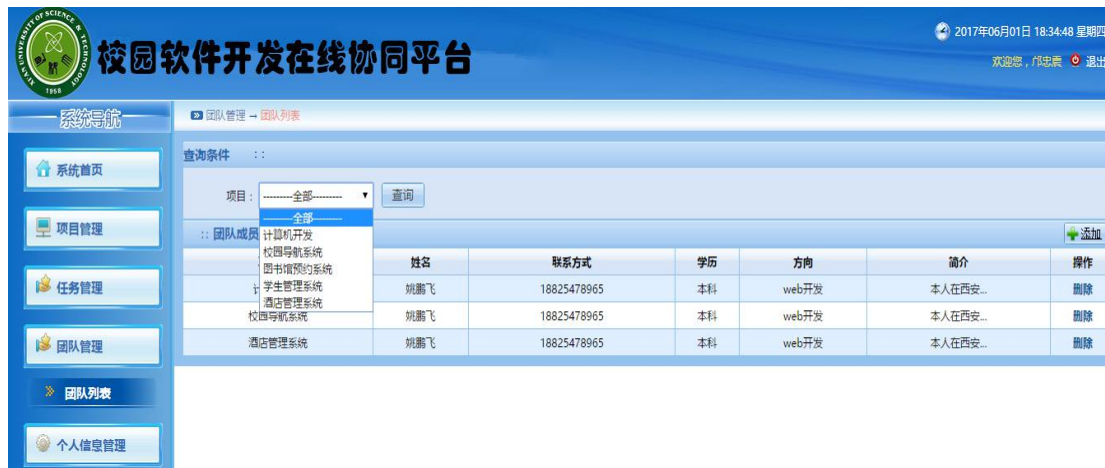 XI'AN UNIVERSITY OF SCIENCE & TECHNOLOGY
1958
校园软件开发在线协同平台
2017年06月01日 18:34:48 星期四
欢迎您，邝忠震 退出
系统导航
团队管理 → 团队列表
系统首页
项目管理
任务管理
团队管理
团队列表
个人信息管理
查询条件 ::
项目： ---------全部---------
查询
---------全部---------
计算机开发
校园导航系统
图书馆预约系统
学生管理系统
酒店管理系统
:: 团队成员
添加
姓名 联系方式 学历 方向 简介 操作
姚鹏飞 18825478965 本科 web开发 本人在西安... 删除
校园导航系统 姚鹏飞 18825478965 本科 web开发 本人在西安... 删除
酒店管理系统 姚鹏飞 18825478965 本科 web开发 本人在西安... 删除